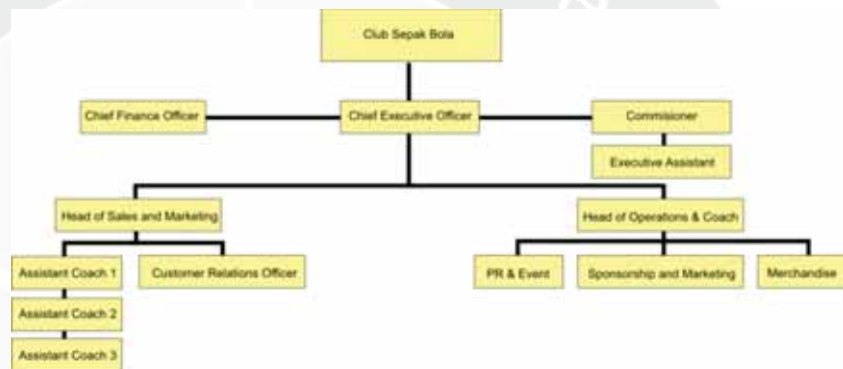 Club Sepak Bola
Chief Finance Officer
Chief Executive Officer
Commisioner
Executive Assistant
Head of Sales and Marketing
Head of Operations & Coach
Assistant Coach 1
Customer Relations Officer
PR & Event
Sponsorship and Marketing
Merchandise
Assistant Coach 2
Assistant Coach 3